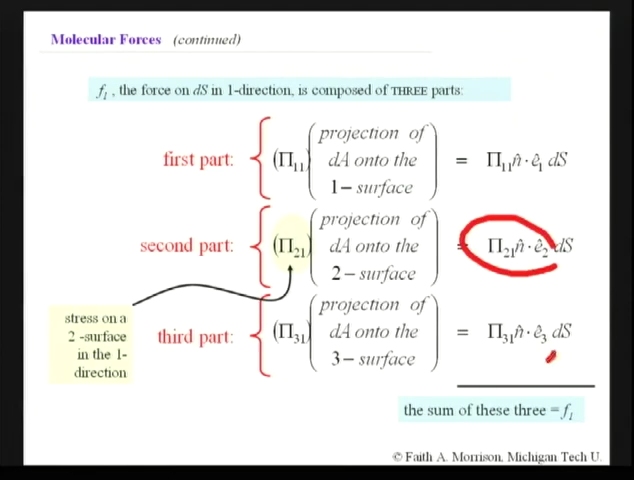 Molecular Forces (continued)
f₁, the force on dS in 1-direction, is composed of THREE parts:
first part: (Π₁₁) (projection of dA onto the 1−surface) = Π₁₁n̂·ê₁ dS
second part: (Π₂₁) (projection of dA onto the 2−surface) = Π₂₁n̂·ê₂ dS
stress on a
2 -surface
in the 1-
direction
third part: (Π₃₁) (projection of dA onto the 3−surface) = Π₃₁n̂·ê₃ dS
the sum of these three = f₁
© Faith A. Morrison, Michigan Tech U.